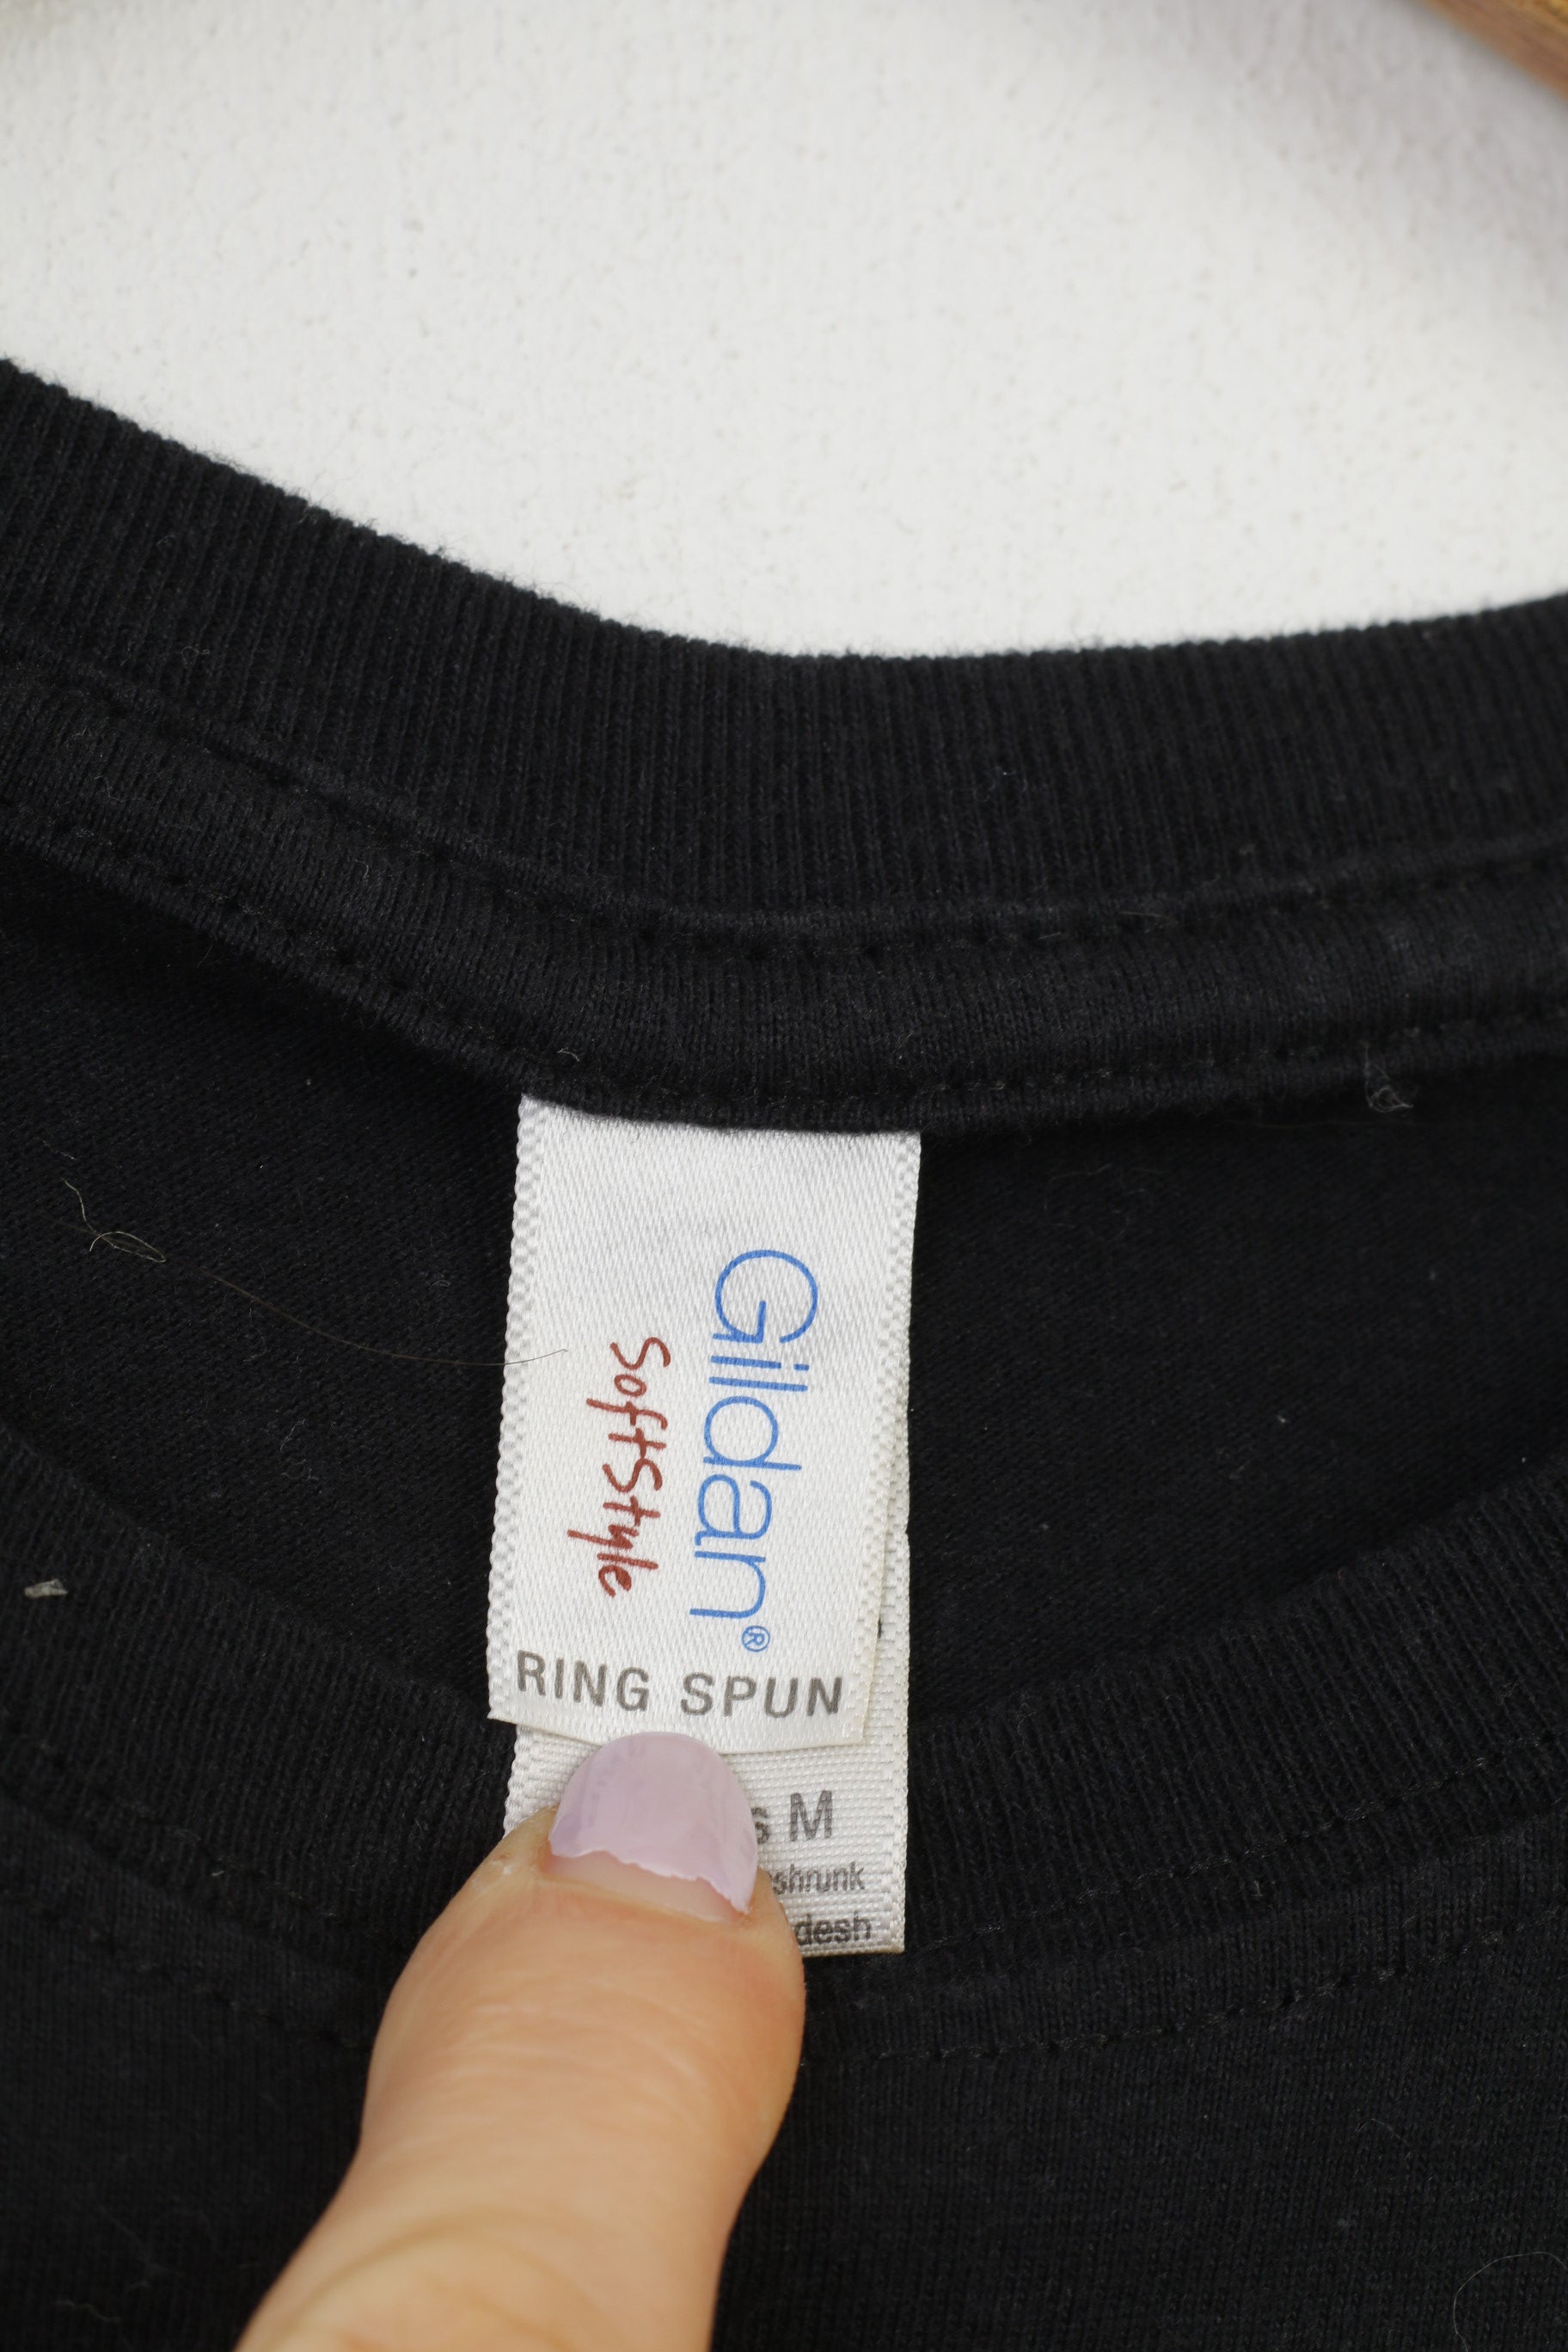 Gildan®
SoftStyle
RING SPUN
s M
shrunk
desh